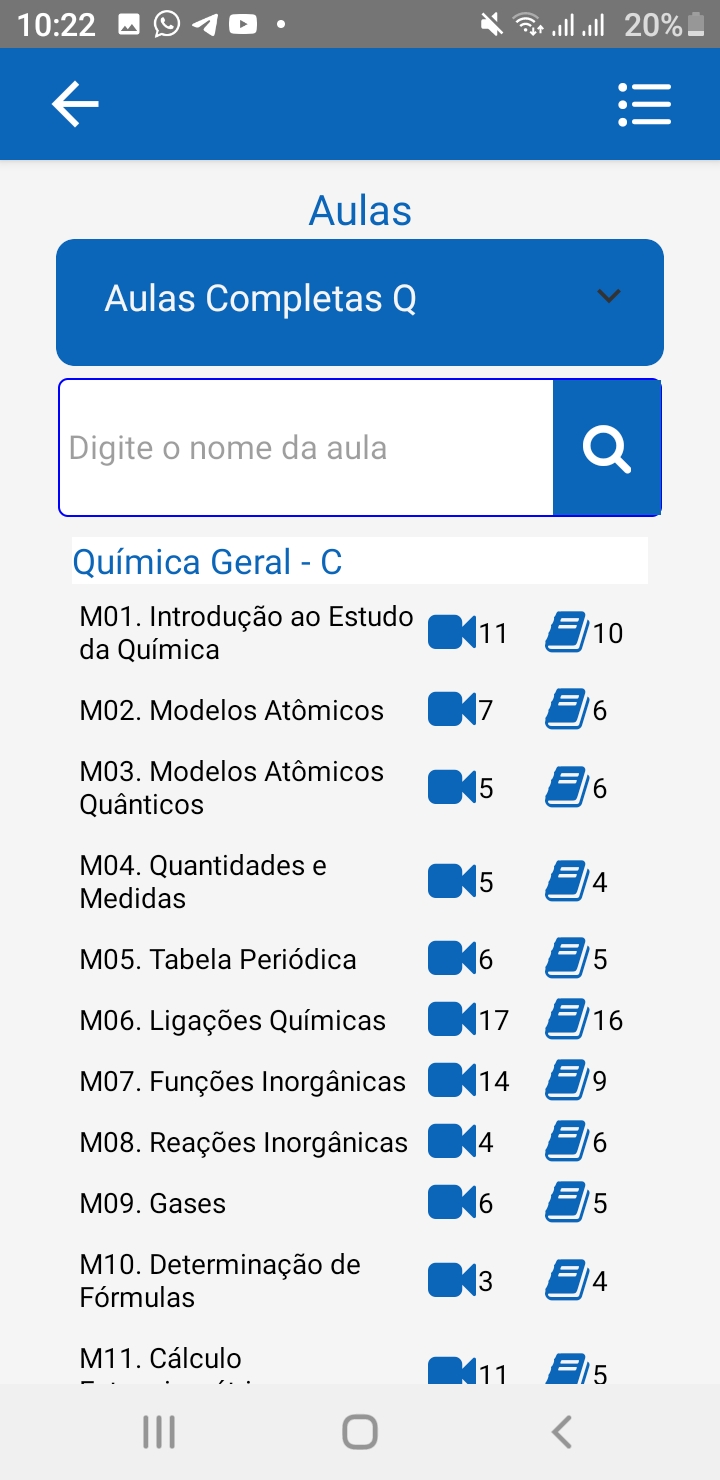 10:22
20%
Aulas
Aulas Completas Q
Digite o nome da aula
Química Geral - C
M01. Introdução ao Estudo
da Química
11
10
M02. Modelos Atômicos
7
6
M03. Modelos Atômicos
Quânticos
5
6
M04. Quantidades e
Medidas
5
4
M05. Tabela Periódica
6
5
M06. Ligações Químicas
17
16
M07. Funções Inorgânicas
14
9
M08. Reações Inorgânicas
4
6
M09. Gases
6
5
M10. Determinação de
Fórmulas
3
4
M11. Cálculo
11
5